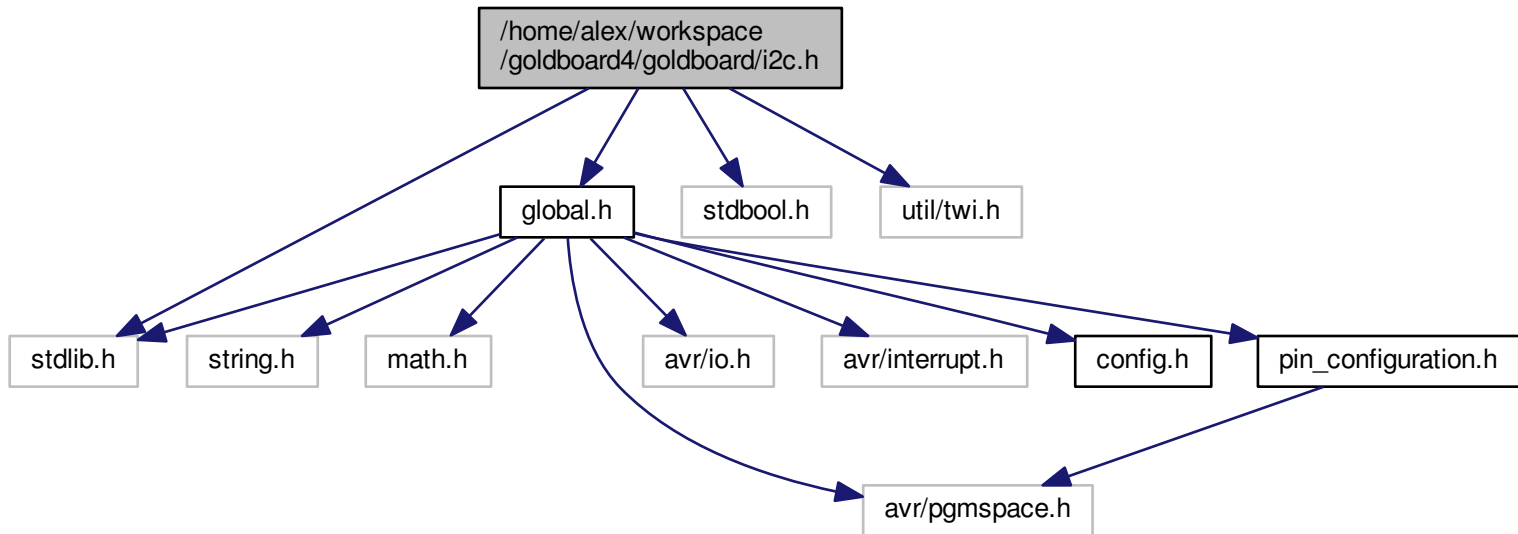 /home/alex/workspace
/goldboard4/goldboard/i2c.h
global.h
stdbool.h
util/twi.h
stdlib.h
string.h
math.h
avr/io.h
avr/interrupt.h
config.h
pin_configuration.h
avr/pgmspace.h